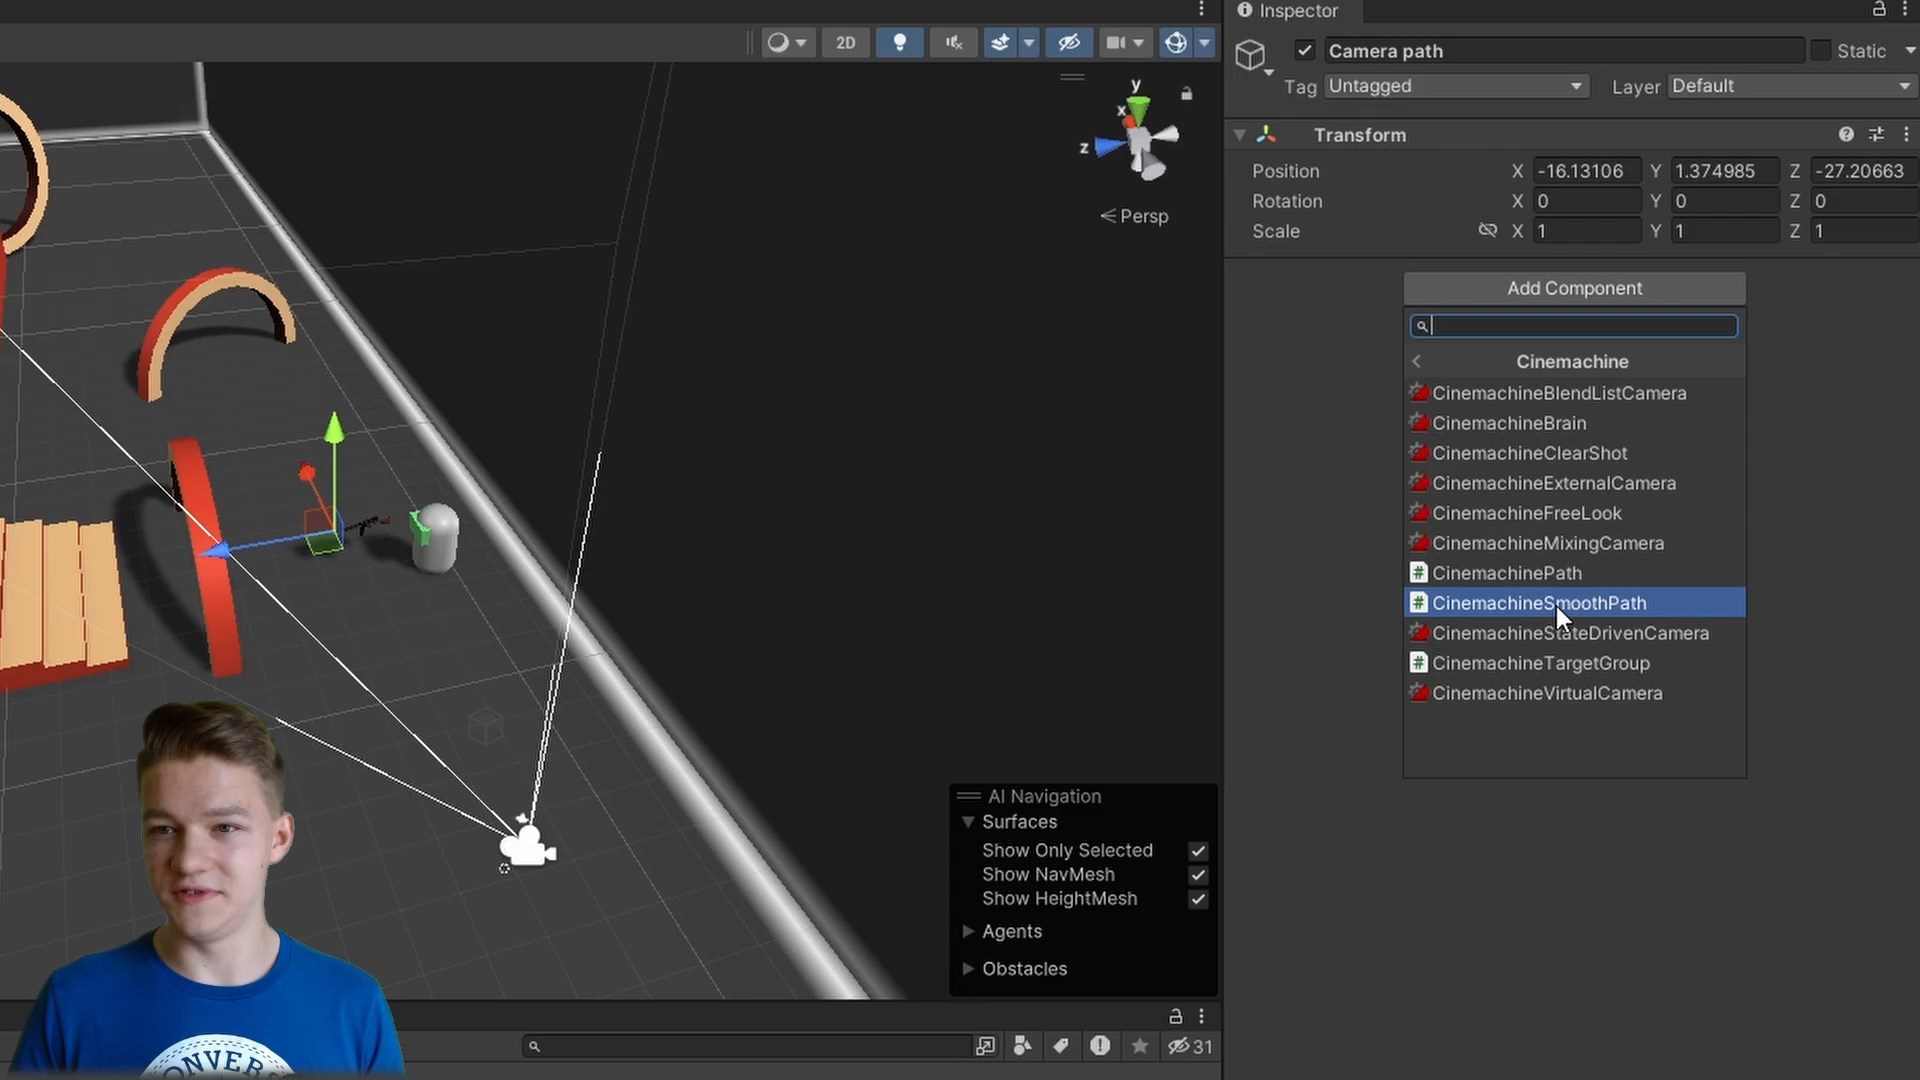 Inspector
2D
Camera path
Static
Tag Untagged Layer Default
Transform
Position X -16.13106 Y 1.374985 Z -27.20663
Rotation X 0 Y 0 Z 0
Scale X 1 Y 1 Z 1
y
x
z
Persp
Add Component
Cinemachine
CinemachineBlendListCamera
CinemachineBrain
CinemachineClearShot
CinemachineExternalCamera
CinemachineFreeLook
CinemachineMixingCamera
CinemachinePath
CinemachineSmoothPath
CinemachineStateDrivenCamera
CinemachineTargetGroup
CinemachineVirtualCamera
AI Navigation
Surfaces
Show Only Selected
Show NavMesh
Show HeightMesh
Agents
Obstacles
31
ONVERS